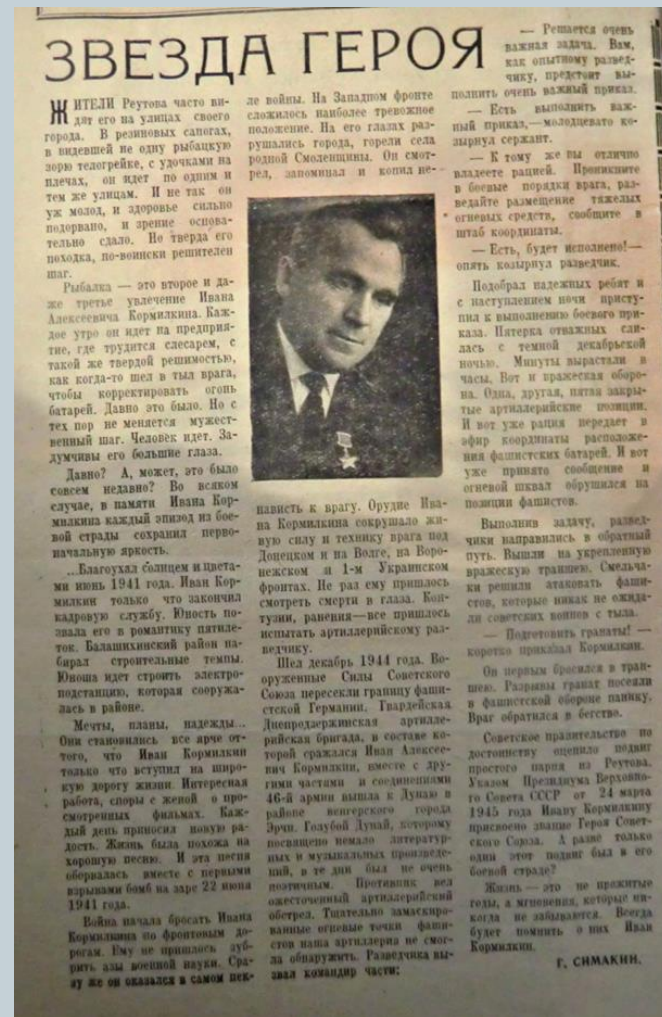 ЗВЕЗДА ГЕРОЯ
ЖИТЕЛИ Реутова часто ви-
дят его на улицах своего
города. В резиновых сапогах,
в видевшей не одну рыбацкую
зорю телогрейке, с удочками на
плечах, он идет по одним и
тем же улицам. И не так он
уж молод, и здоровье сильно
подорвано, и зрение основа-
тельно сдало. Но тверда его
походка, по-воински решителен
шаг.
Рыбалка — это второе и да-
же третье увлечение Ивана
Алексеевича Кормилкина. Каж-
дое утро он идет на предприя-
тие, где трудится слесарем, с
такой же твердой решимостью,
как когда-то шел в тыл врага,
чтобы корректировать огонь
батарей. Давно это было. Но с
тех пор не меняется мужест-
венный шаг. Человек идет. За-
думчивы его большие глаза.
Давно? А, может, это было
совсем недавно? Во всяком
случае, в памяти Ивана Кор-
милкина каждый эпизод из бое-
вой страды сохранил перво-
начальную яркость.
...Благоухал солнцем и цвета-
ми июнь 1941 года. Иван Кор-
милкин только что закончил
кадровую службу. Юность по-
звала его в романтику пятиле-
ток. Балашихинский район на-
бирал строительные темпы.
Юноша идет строить электро-
подстанцию, которая сооружа-
лась в районе.
Мечты, планы, надежды...
Они становились все ярче от-
того, что Иван Кормилкин
только что вступил на широ-
кую дорогу жизни. Интересная
работа, споры с женой о про-
смотренных фильмах. Каж-
дый день приносил новую ра-
дость. Жизнь была похожа на
хорошую песню. И эта песня
оборвалась вместе с первыми
взрывами бомб на заре 22 июня
1941 года.
Война начала бросать Ивана
Кормилкина по фронтовым до-
рогам. Ему не пришлось зуб-
рить азы военной науки. Сра-
зу же он оказался в самом пек-
ле войны. На Западном фронте
сложилось наиболее тревожное
положение. На его глазах раз-
рушались города, горели села
родной Смоленщины. Он смот-
рел, запоминал и копил не-
нависть к врагу. Орудие Ива-
на Кормилкина сокрушало жи-
вую силу и технику врага под
Донецком и на Волге, на Воро-
нежском и 1-м Украинском
фронтах. Не раз ему пришлось
смотреть смерти в глаза. Кон-
тузии, ранения—все пришлось
испытать артиллерийскому раз-
ведчику.
Шел декабрь 1944 года. Во-
оруженные Силы Советского
Союза пересекли границу фаши-
стской Германии. Гвардейская
Днепродзержинская артилле-
рийская бригада, в составе ко-
торой сражался Иван Алексее-
вич Кормилкин, вместе с дру-
гими частями и соединениями
46-й армии вышла к Дунаю в
районе венгерского города
Эрчи. Голубой Дунай, которому
посвящено немало литератур-
ных и музыкальных произведе-
ний, в те дни был не очень
поэтичным. Противник вел
ожесточенный артиллерийский
обстрел. Тщательно замаскиро-
ванные огневые точки фаши-
стов наша артиллерия не смог-
ла обнаружить. Разведчика вы-
звал командир части:
— Решается очень
важная задача. Вам,
как опытному развед-
чику, предстоит вы-
полнить очень важный приказ.
— Есть выполнить важ-
ный приказ,—молодцевато ко-
зырнул сержант.
— К тому же вы отлично
владеете рацией. Проникните
в боевые порядки врага, раз-
ведайте размещение тяжелых
огневых средств, сообщите в
штаб координаты.
— Есть, будет исполнено!—
опять козырнул разведчик.
Подобрал надежных ребят и
с наступлением ночи присту-
пил к выполнению боевого при-
каза. Пятерка отважных сли-
лась с темной декабрьской
ночью. Минуты вырастали в
часы. Вот и вражеская оборо-
на. Одна, другая, пятая закры-
тые артиллерийские позиции.
И вот уже рация передает в
эфир координаты расположе-
ния фашистских батарей. И вот
уже принято сообщение и
огневой шквал обрушился на
позиции фашистов.
Выполнив задачу, развед-
чики направились в обратный
путь. Вышли на укрепленную
вражескую траншею. Смельча-
ки решили атаковать фаши-
стов, которые никак не ожида-
ли советских воинов с тыла.
— Подготовить гранаты! —
коротко приказал Кормилкин.
Он первым бросился в тран-
шею. Разрывы гранат посеяли
в фашистской обороне панику.
Враг обратился в бегство.
Советское правительство по
достоинству оценило подвиг
простого парня из Реутова.
Указом Президиума Верховно-
го Совета СССР от 24 марта
1945 года Ивану Кормилкину
присвоено звание Героя Совет-
ского Союза. А разве только
один этот подвиг был в его
боевой страде?
Жизнь — это не прожитые
годы, а мгновения, которые ни-
когда не забываются. Всегда
будет помнить о них Иван
Кормилкин.
Г. СИМАКИН.